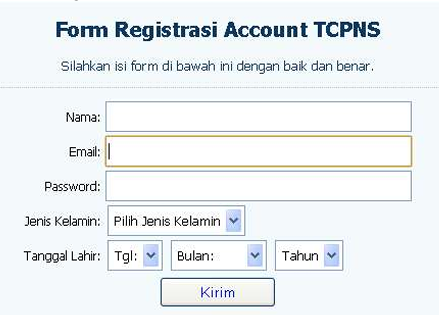 Form Registrasi Account TCPNS
Silahkan isi form di bawah ini dengan baik dan benar.
Nama:
Email:
Password:
Jenis Kelamin: Pilih Jenis Kelamin
Tanggal Lahir: Tgl: Bulan: Tahun
Kirim